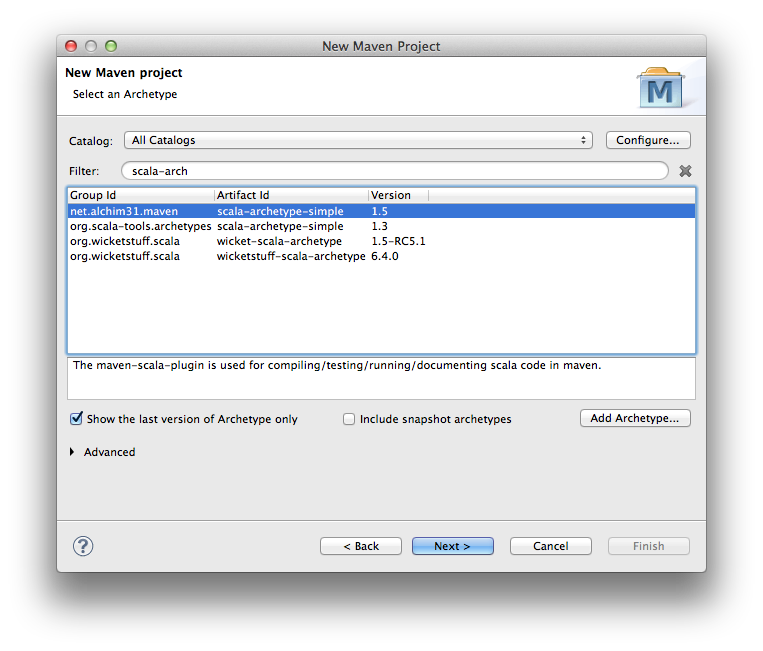 New Maven Project
New Maven project
Select an Archetype
M
Catalog: All Catalogs Configure...
Filter: scala-arch
Group Id Artifact Id Version
net.alchim31.maven scala-archetype-simple 1.5
org.scala-tools.archetypes scala-archetype-simple 1.3
org.wicketstuff.scala wicket-scala-archetype 1.5-RC5.1
org.wicketstuff.scala wicketstuff-scala-archetype 6.4.0
The maven-scala-plugin is used for compiling/testing/running/documenting scala code in maven.
Show the last version of Archetype only Include snapshot archetypes Add Archetype...
Advanced
? < Back Next > Cancel Finish